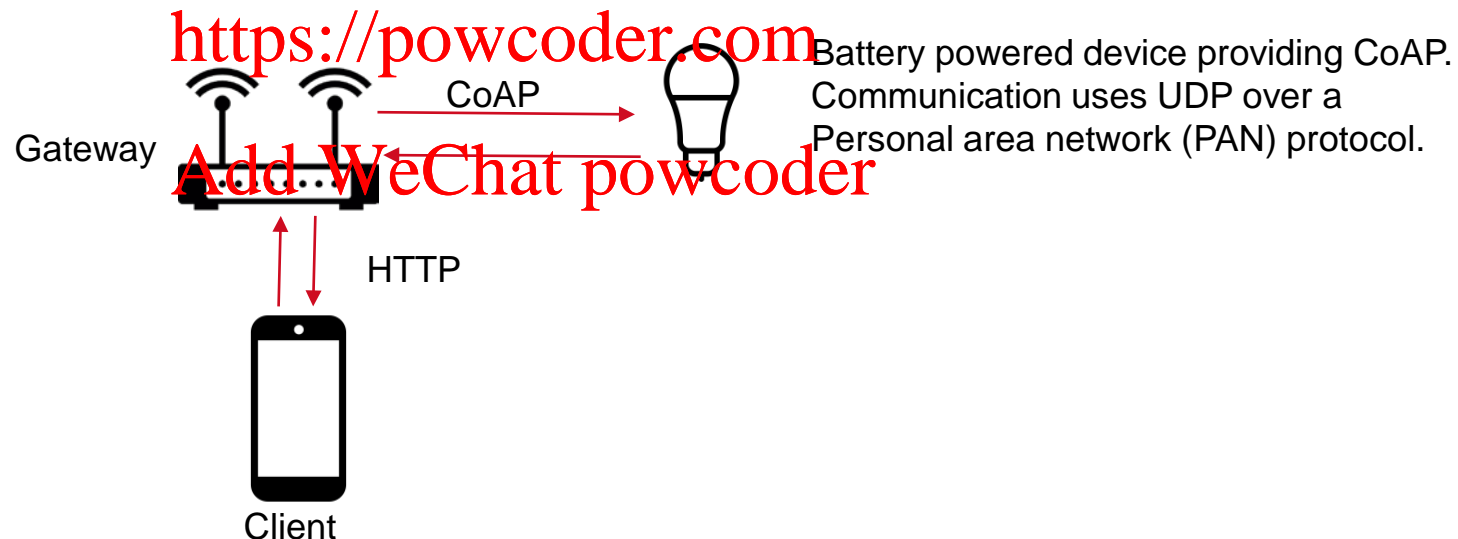 https://powcoder.com
Battery powered device providing CoAP.
Communication uses UDP over a
Personal area network (PAN) protocol.
CoAP
Gateway
Add WeChat powcoder
HTTP
Client